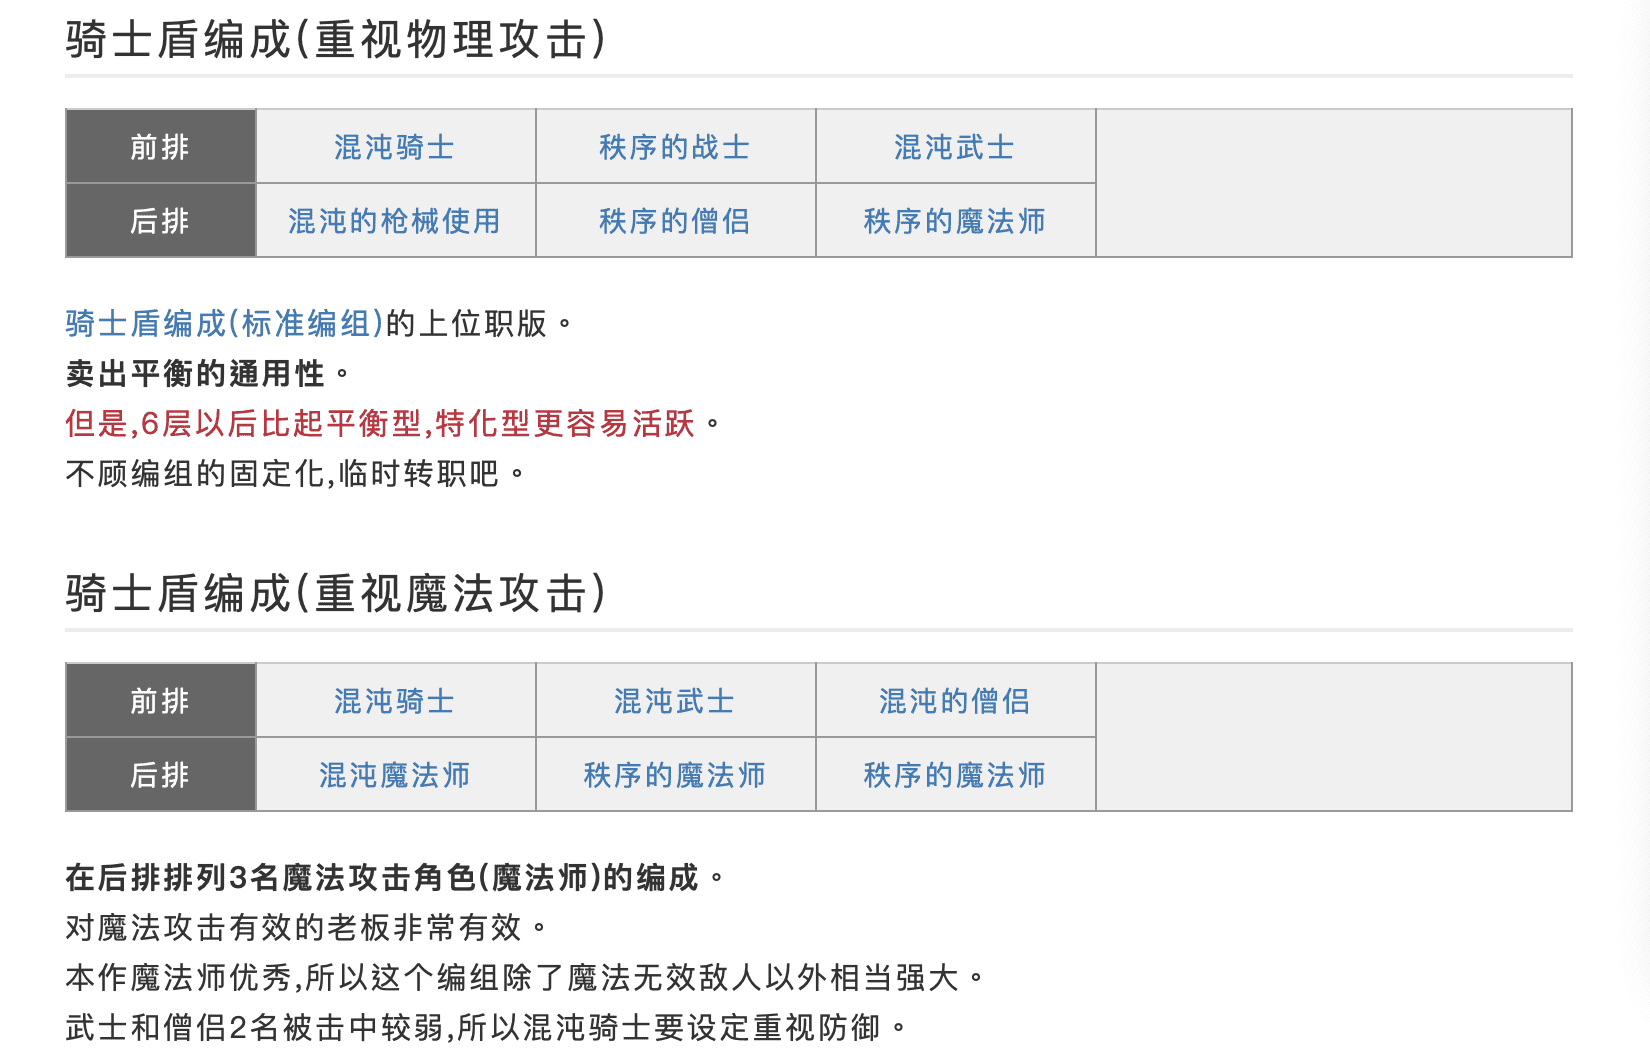 骑士盾编成(重视物理攻击)
前排 混沌骑士 秩序的战士 混沌武士
后排 混沌的枪械使用 秩序的僧侣 秩序的魔法师
骑士盾编成(标准编组)的上位职版。
卖出平衡的通用性。
但是,6层以后比起平衡型,特化型更容易活跃。
不顾编组的固定化,临时转职吧。
骑士盾编成(重视魔法攻击)
前排 混沌骑士 混沌武士 混沌的僧侣
后排 混沌魔法师 秩序的魔法师 秩序的魔法师
在后排排列3名魔法攻击角色(魔法师)的编成。
对魔法攻击有效的老板非常有效。
本作魔法师优秀,所以这个编组除了魔法无效敌人以外相当强大。
武士和僧侣2名被击中较弱,所以混沌骑士要设定重视防御。